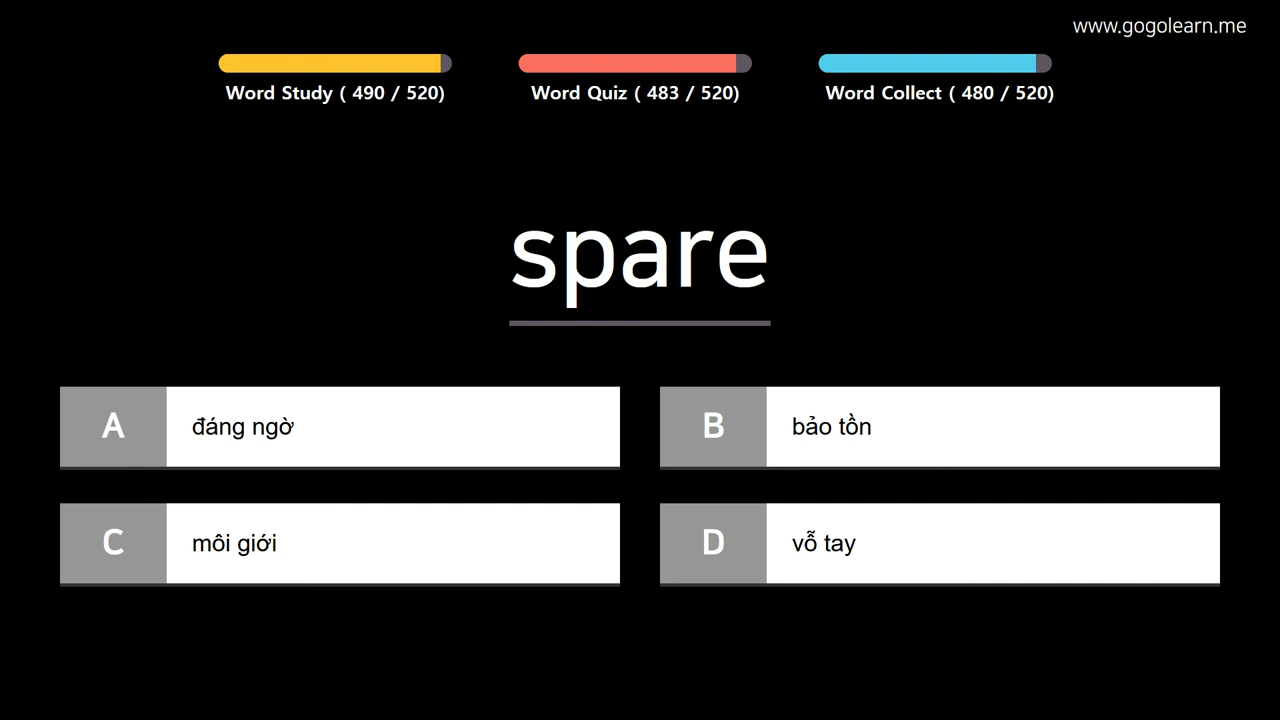 www.gogolearn.me
Word Study ( 490 / 520)
Word Quiz ( 483 / 520)
Word Collect ( 480 / 520)
spare
A đáng ngờ
B bảo tồn
C môi giới
D vỗ tay